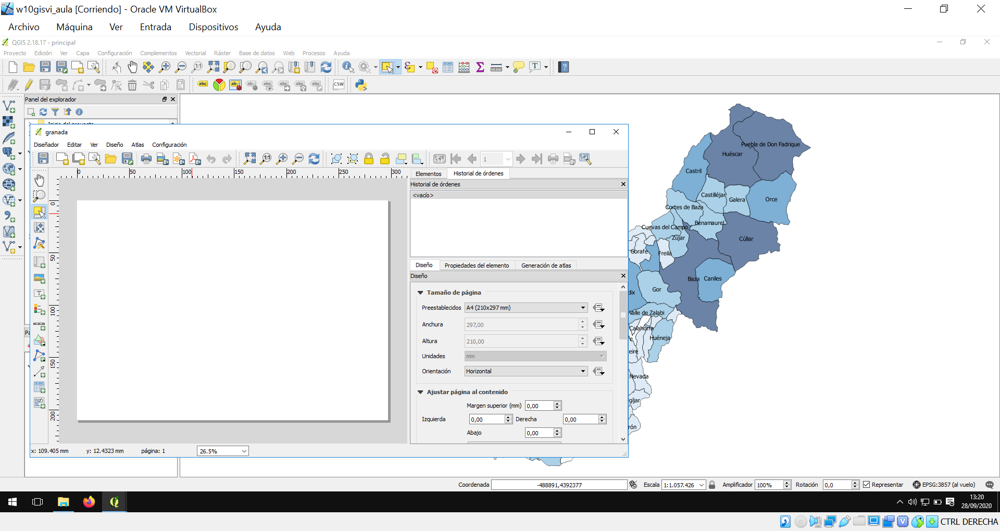 w10gisvi_aula [Corriendo] - Oracle VM VirtualBox
Archivo Máquina Ver Entrada Dispositivos Ayuda
QGIS 2.18.17 - principal
Proyecto Edición Ver Capa Configuración Complementos Vectorial Ráster Base de datos Web Procesos Ayuda
Panel del explorador
granada
Diseñador Editar Ver Diseño Atlas Configuración
1
0 50 100 150 200 250 300
0
50
100
150
200
Elementos Historial de órdenes
Historial de órdenes
<vacío>
Diseño Propiedades del elemento Generación de atlas
Diseño
Tamaño de página
Preestablecidos A4 (210x297 mm)
Anchura 297,00
Altura 210,00
Unidades mm
Orientación Horizontal
Ajustar página al contenido
Margen superior (mm) 0,00
Izquierda 0,00 Derecha 0,00
Abajo 0,00
x: 109.405 mm y: 12.4323 mm página: 1 26.5%
Puebla de Don Fadrique
Huéscar
Castril
Castilléjar
Galera
Orce
Cortes de Baza
Benamaurel
Cuevas del Campo
Zújar
Cúllar
Gorafe
Freila
Baza
Caniles
Gor
dix
Valle de Zalabí
Calahorra
Huéneja
eire
Nevada
gíjar
rón
Coordenada -488891,4392377 Escala 1:1.057.426 Amplificador 100% Rotación 0,0 Representar EPSG:3857 (al vuelo)
13:20
28/09/2020
CTRL DERECHA